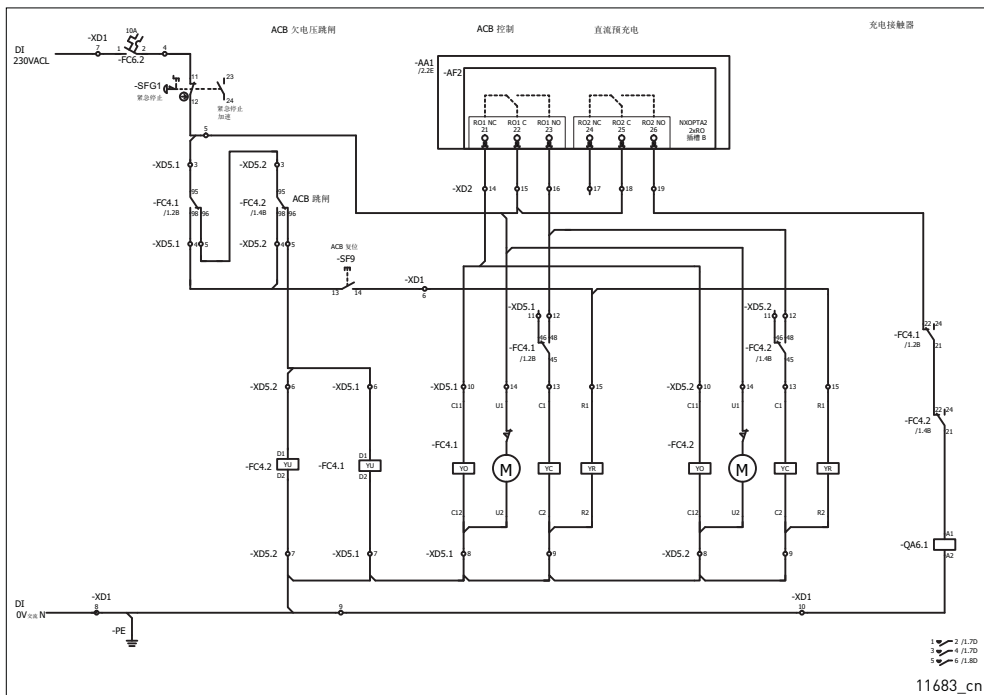 ACB 欠电压跳闸
ACB 控制
直流预充电
充电接触器
DI
230VACL
-XD1
7
10A
1
2
-FC6.2
4
-SFG1
紧急停止
11
12
23
24
紧急停止
加速
5
-AA1
/2.2E
-AF2
RO1 NC
21
RO1 C
22
RO1 NO
23
RO2 NC
24
RO2 C
25
RO2 NO
26
NXOPTA2
2xRO
插槽 B
-XD5.1
3
-XD5.2
3
-XD2
14
15
16
17
18
19
95
-FC4.1
/1.2B
98
96
95
-FC4.2
/1.4B
98
96
ACB 跳闸
-XD5.1
4
5
-XD5.2
4
5
ACB 复位
-SF9
13
14
-XD1
6
-XD5.1
11
12
-FC4.1
/1.2B
46
48
45
-XD5.2
11
12
-FC4.2
/1.4B
46
48
45
22
24
-FC4.1
/1.2B
21
-XD5.2
6
-XD5.1
6
-XD5.1
10
14
13
15
-XD5.2
10
14
13
15
C11
U1
C1
R1
C11
U1
C1
R1
22
24
-FC4.2
/1.4B
21
-FC4.2
D1
YU
D2
-FC4.1
D1
YU
D2
-FC4.1
YO
M
YC
YR
-FC4.2
YO
M
YC
YR
C12
U2
C2
R2
C12
U2
C2
R2
-QA6.1
A1
A2
-XD5.2
7
-XD5.1
7
-XD5.1
8
9
-XD5.2
8
9
DI
0V交流 N
-XD1
8
9
-XD1
10
-PE
1
2 /1.7D
3
4 /1.7D
5
6 /1.8D
11683_cn